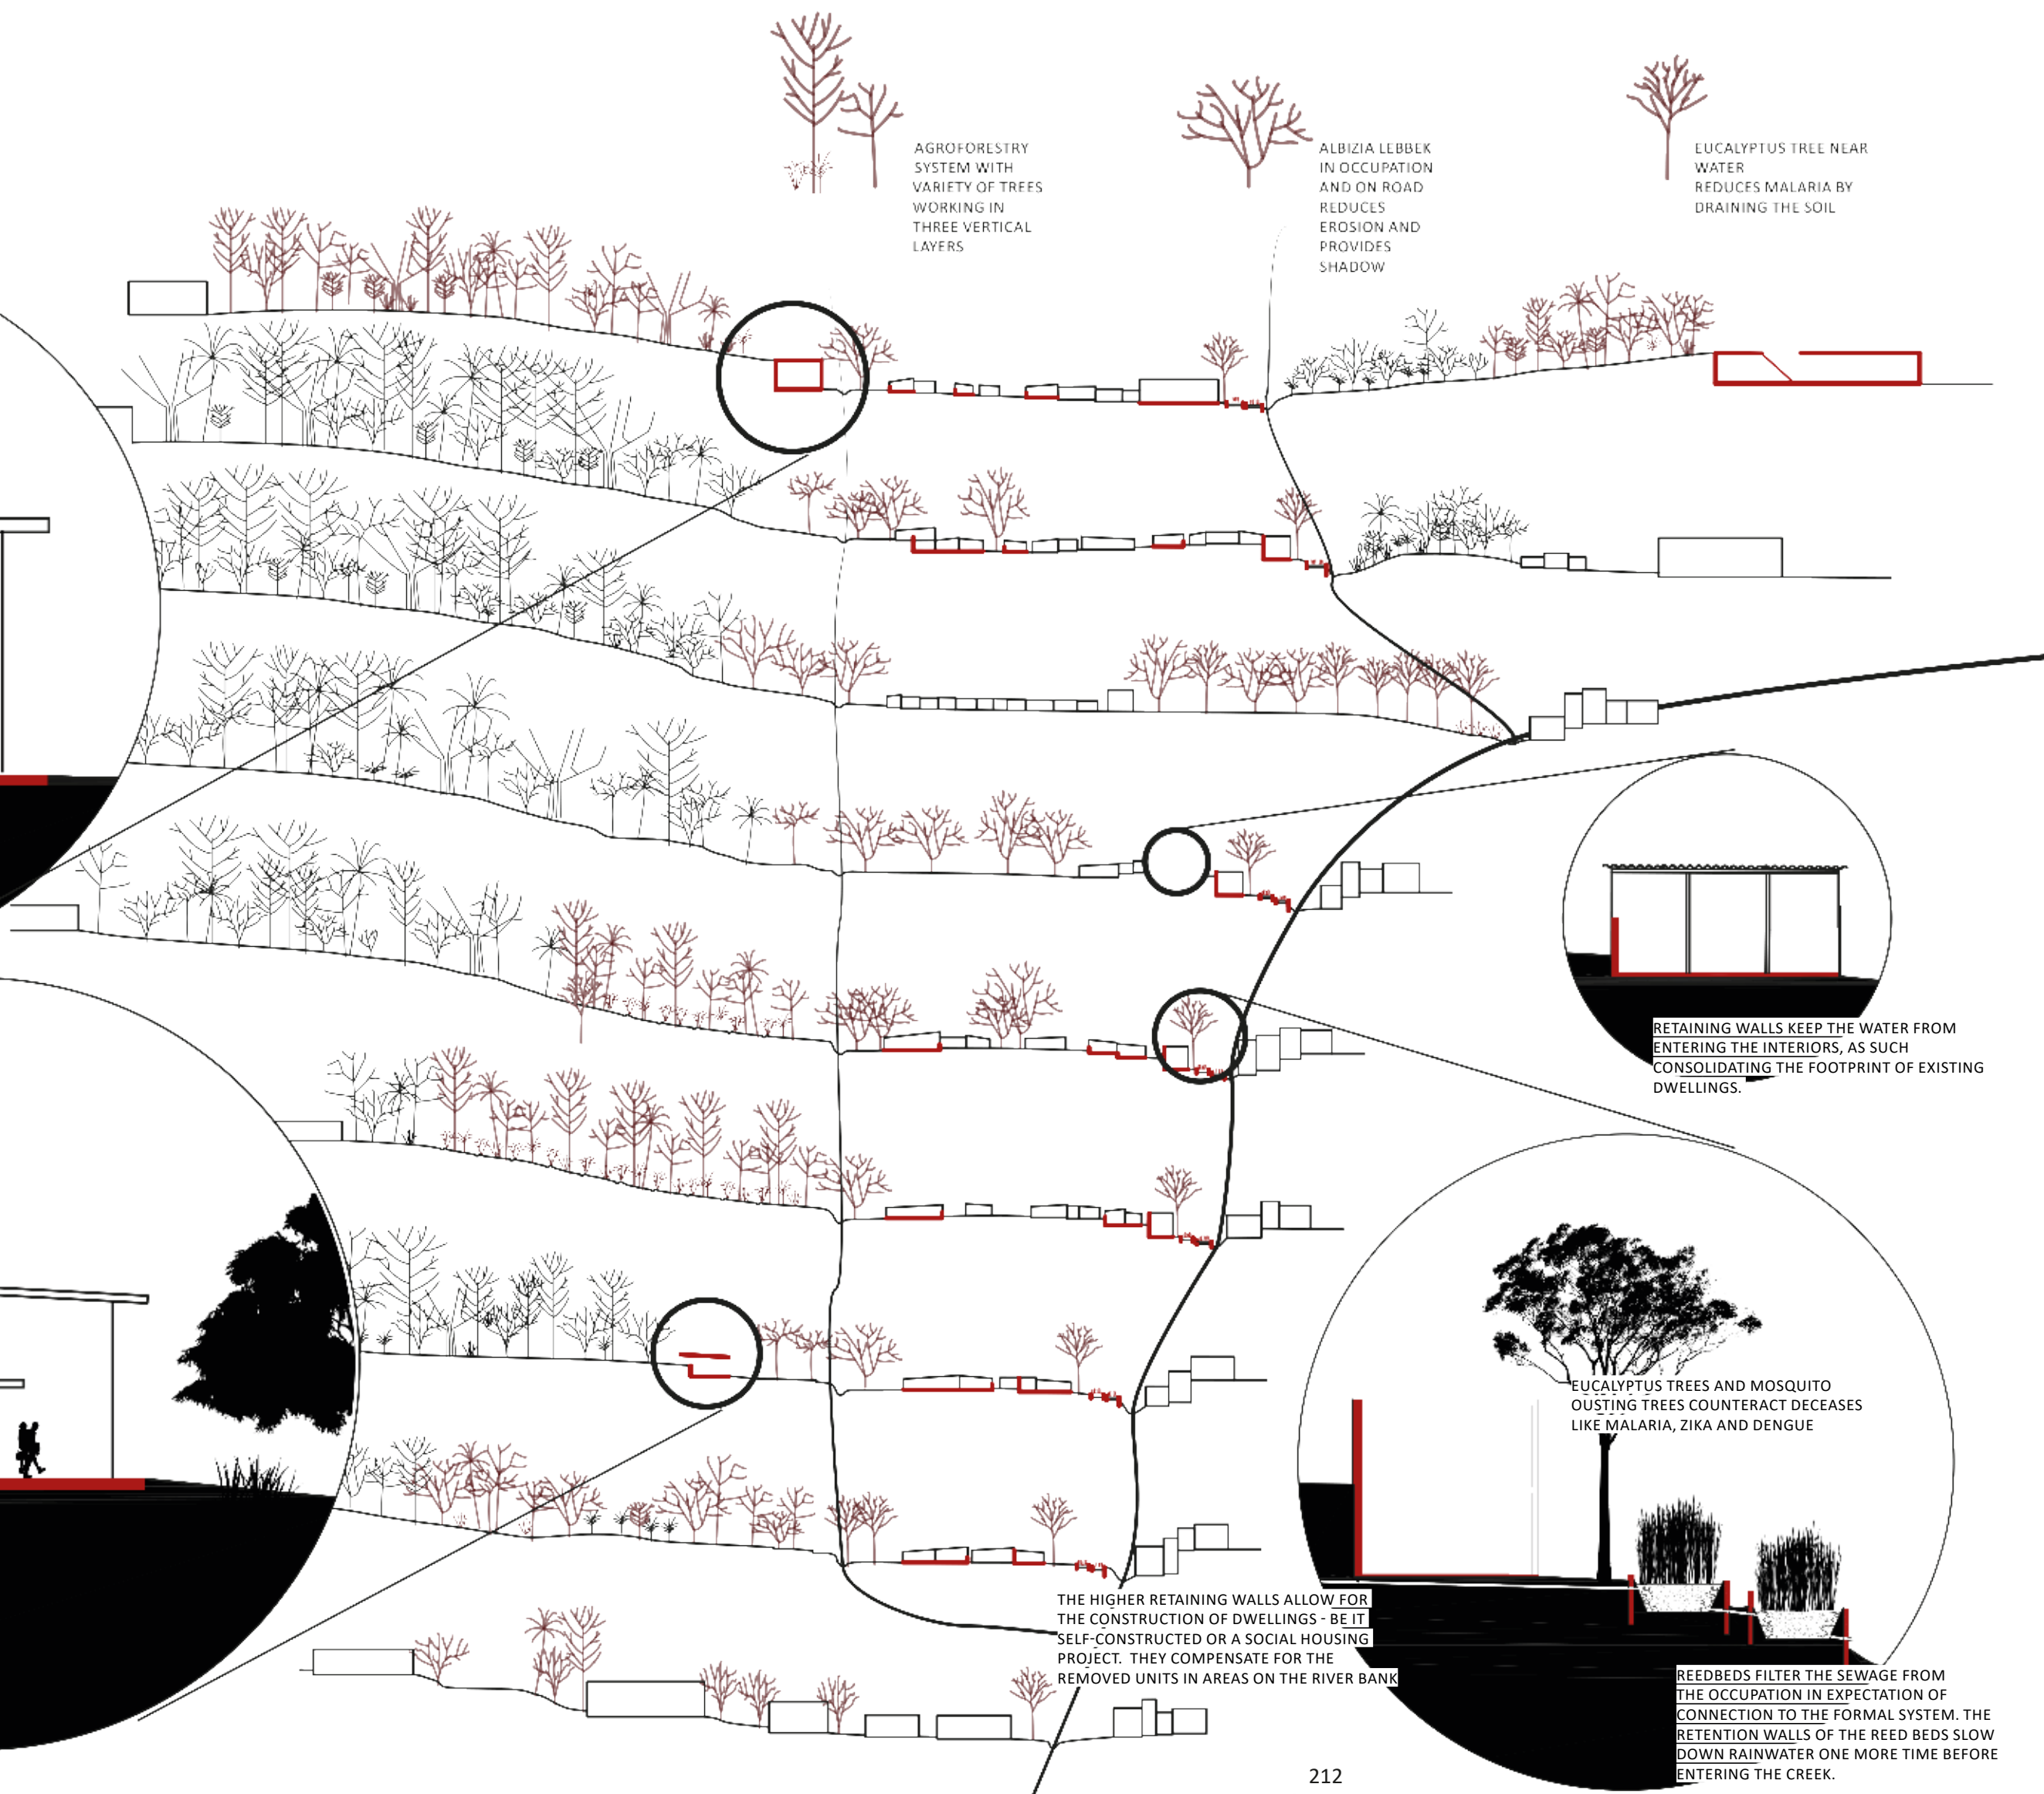 AGROFORESTRY
SYSTEM WITH
VARIETY OF TREES
WORKING IN
THREE VERTICAL
LAYERS
ALBIZIA LEBBEK
IN OCCUPATION
AND ON ROAD
REDUCES
EROSION AND
PROVIDES
SHADOW
EUCALYPTUS TREE NEAR
WATER
REDUCES MALARIA BY
DRAINING THE SOIL
RETAINING WALLS KEEP THE WATER FROM
ENTERING THE INTERIORS, AS SUCH
CONSOLIDATING THE FOOTPRINT OF EXISTING
DWELLINGS.
EUCALYPTUS TREES AND MOSQUITO
OUSTING TREES COUNTERACT DECEASES
LIKE MALARIA, ZIKA AND DENGUE
THE HIGHER RETAINING WALLS ALLOW FOR
THE CONSTRUCTION OF DWELLINGS - BE IT
SELF-CONSTRUCTED OR A SOCIAL HOUSING
PROJECT. THEY COMPENSATE FOR THE
REMOVED UNITS IN AREAS ON THE RIVER BANK
REEDBEDS FILTER THE SEWAGE FROM
THE OCCUPATION IN EXPECTATION OF
CONNECTION TO THE FORMAL SYSTEM. THE
RETENTION WALLS OF THE REED BEDS SLOW
DOWN RAINWATER ONE MORE TIME BEFORE
ENTERING THE CREEK.
212